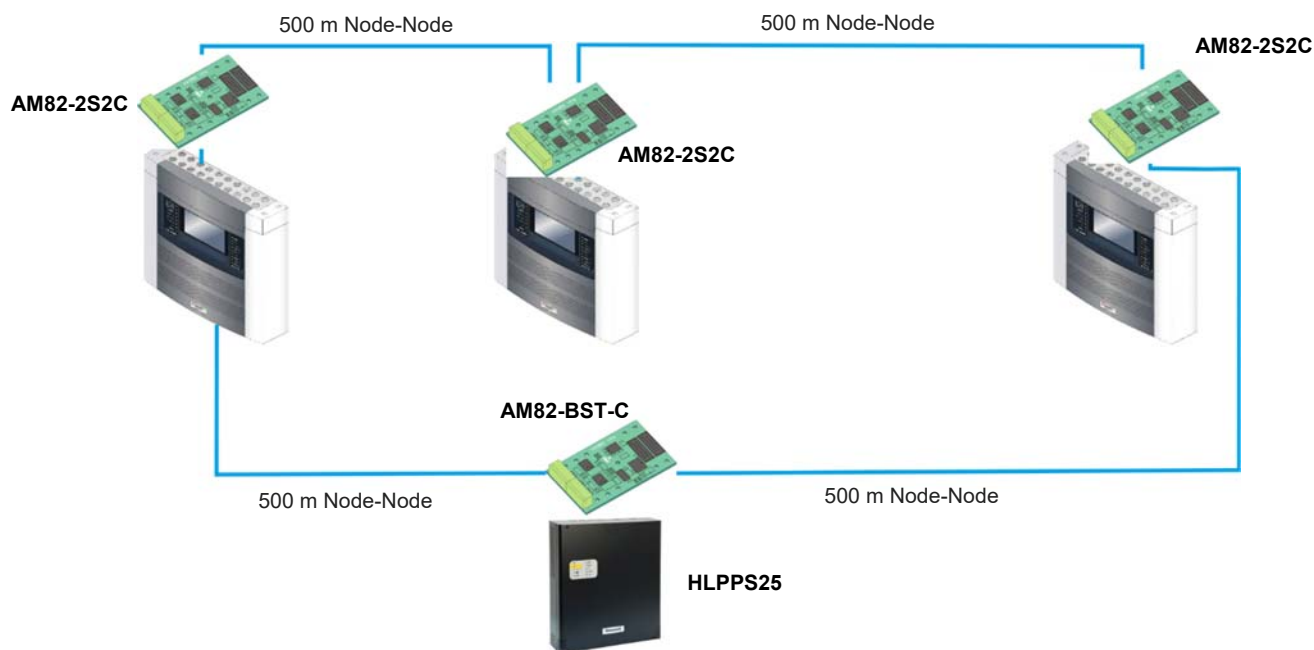 500 m Node-Node
500 m Node-Node
AM82-2S2C
AM82-2S2C
AM82-2S2C
AM82-BST-C
500 m Node-Node
500 m Node-Node
HLPPS25